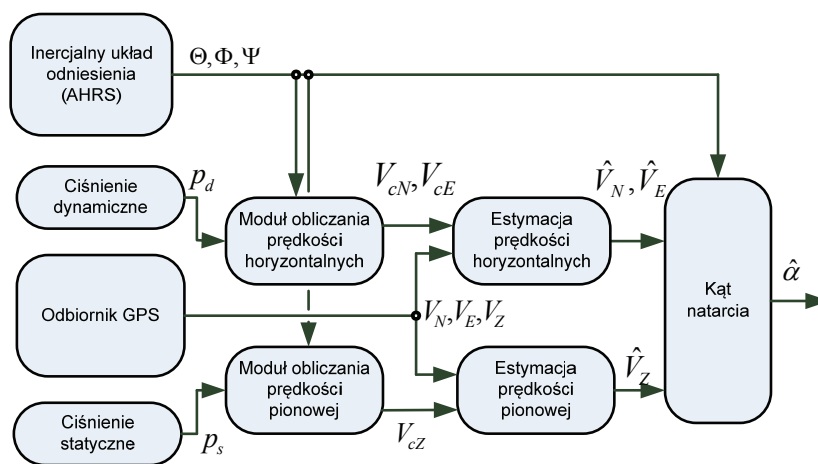 Inercjalny układ
odniesienia
(AHRS)
Θ,Φ,Ψ
Ciśnienie
dynamiczne
p_d
Moduł obliczania
prędkości
horyzontalnych
V_cN, V_cE
Estymacja
prędkości
horyzontalnych
V̂_N, V̂_E
Kąt
natarcia
α̂
Odbiornik GPS
V_N, V_E, V_Z
Moduł obliczania
prędkości
pionowej
Estymacja
prędkości
pionowej
V̂_Z
Ciśnienie
statyczne
p_s
V_cZ